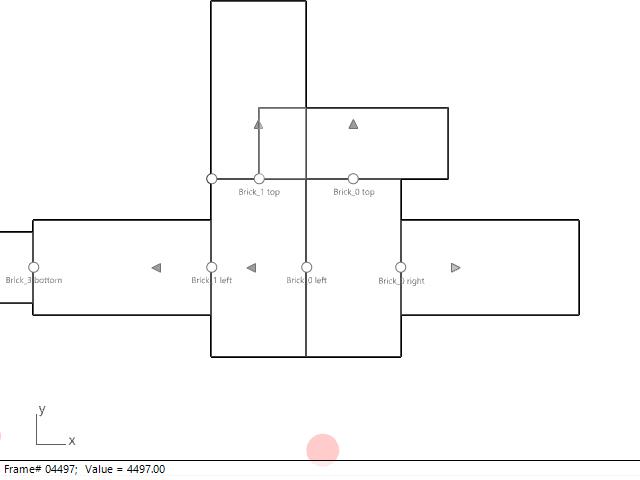 Brick_1 top
Brick_0 top
Brick_3 bottom
Brick_1 left
Brick_0 left
Brick_0 right
y
x
Frame# 04497; Value = 4497.00